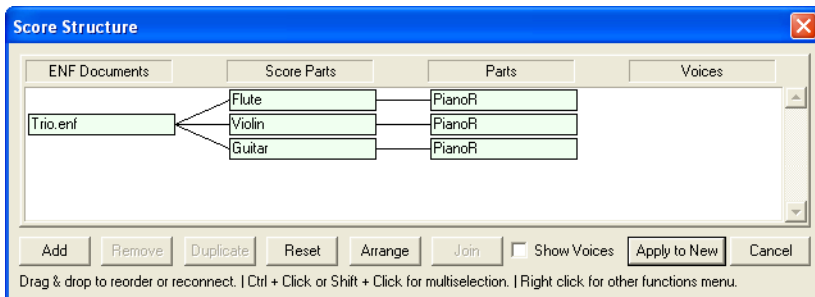 Score Structure
ENF Documents Score Parts Parts Voices
Flute PianoR
Trio.enf Violin PianoR
Guitar PianoR
Add Remove Duplicate Reset Arrange Join Show Voices Apply to New Cancel
Drag & drop to reorder or reconnect. | Ctrl + Click or Shift + Click for multiselection. | Right click for other functions menu.